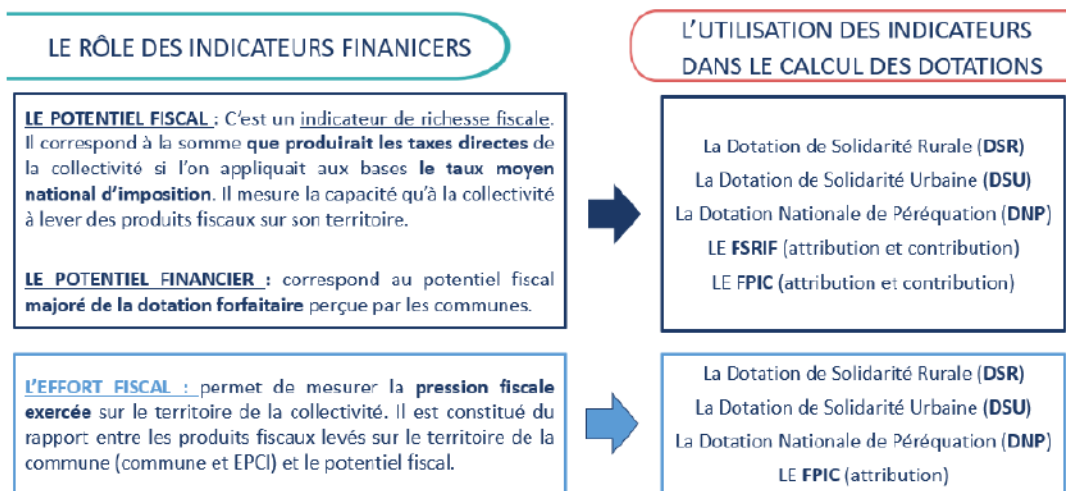 LE RÔLE DES INDICATEURS FINANICERS
L'UTILISATION DES INDICATEURS
DANS LE CALCUL DES DOTATIONS
LE POTENTIEL FISCAL : C'est un indicateur de richesse fiscale.
Il correspond à la somme que produirait les taxes directes de
la collectivité si l'on appliquait aux bases le taux moyen
national d'imposition. Il mesure la capacité qu'à la collectivité
à lever des produits fiscaux sur son territoire.
LE POTENTIEL FINANCIER : correspond au potentiel fiscal
majoré de la dotation forfaitaire perçue par les communes.
La Dotation de Solidarité Rurale (DSR)
La Dotation de Solidarité Urbaine (DSU)
La Dotation Nationale de Péréquation (DNP)
LE FSRIF (attribution et contribution)
LE FPIC (attribution et contribution)
L'EFFORT FISCAL : permet de mesurer la pression fiscale
exercée sur le territoire de la collectivité. Il est constitué du
rapport entre les produits fiscaux levés sur le territoire de la
commune (commune et EPCI) et le potentiel fiscal.
La Dotation de Solidarité Rurale (DSR)
La Dotation de Solidarité Urbaine (DSU)
La Dotation Nationale de Péréquation (DNP)
LE FPIC (attribution)